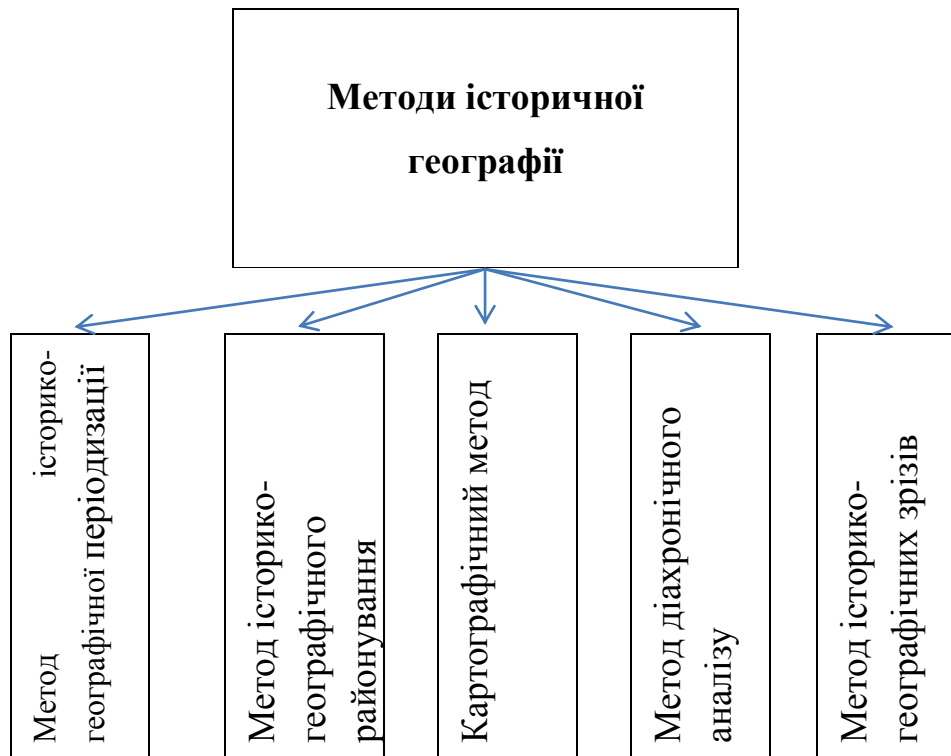 Методи історичної
географії
Метод історико-
географічної періодизації
Метод історико-
географічного
районування
Картографічний метод
Метод діахронічного
аналізу
Метод історико-
географічних зрізів